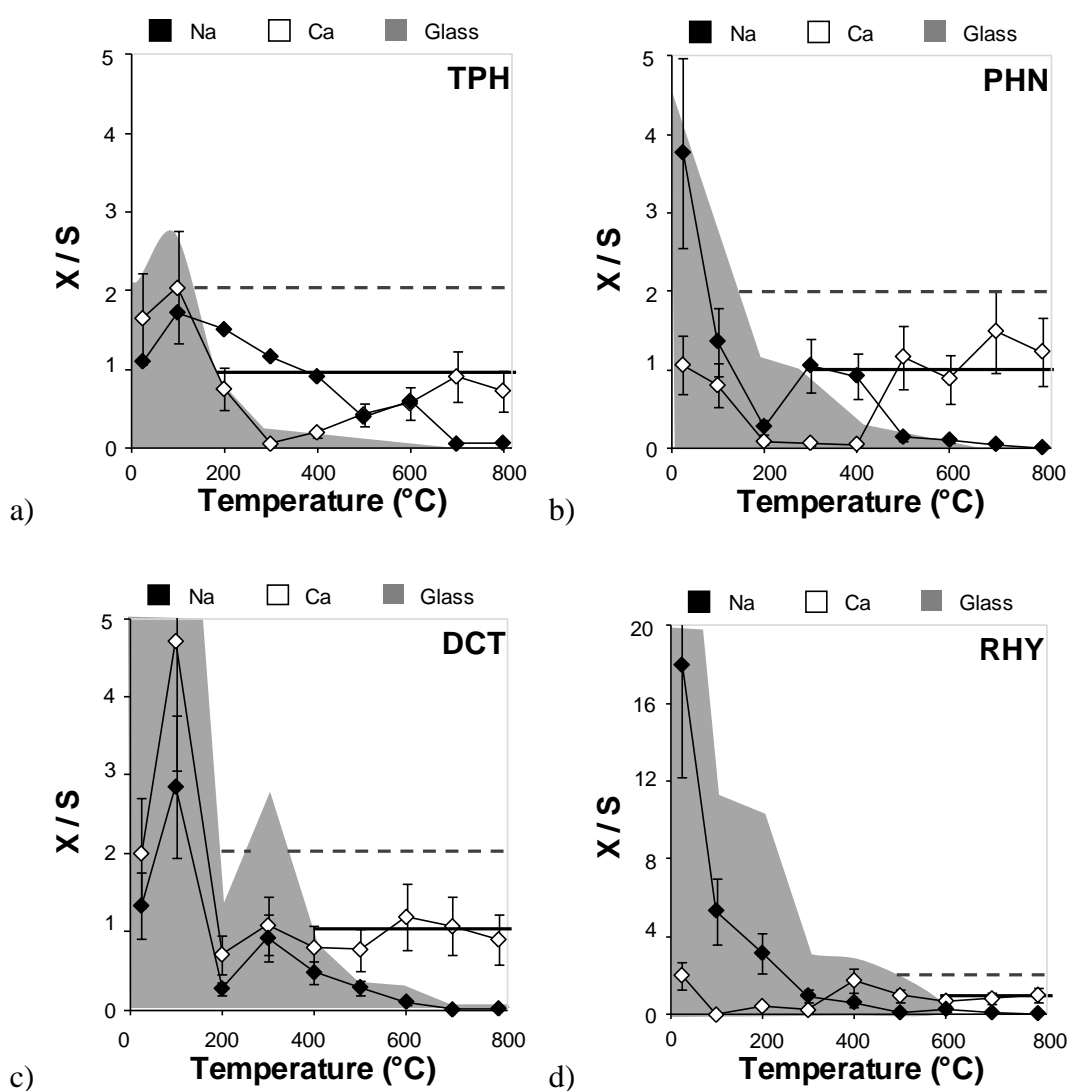 Na Ca Glass
TPH
X / S
5
4
3
2
1
0
0 200 400 600 800
Temperature (°C)
a)
Na Ca Glass
PHN
X / S
5
4
3
2
1
0
0 200 400 600 800
Temperature (°C)
b)
Na Ca Glass
DCT
X / S
5
4
3
2
1
0
0 200 400 600 800
Temperature (°C)
c)
Na Ca Glass
RHY
X / S
20
16
12
8
4
0
0 200 400 600 800
Temperature (°C)
d)